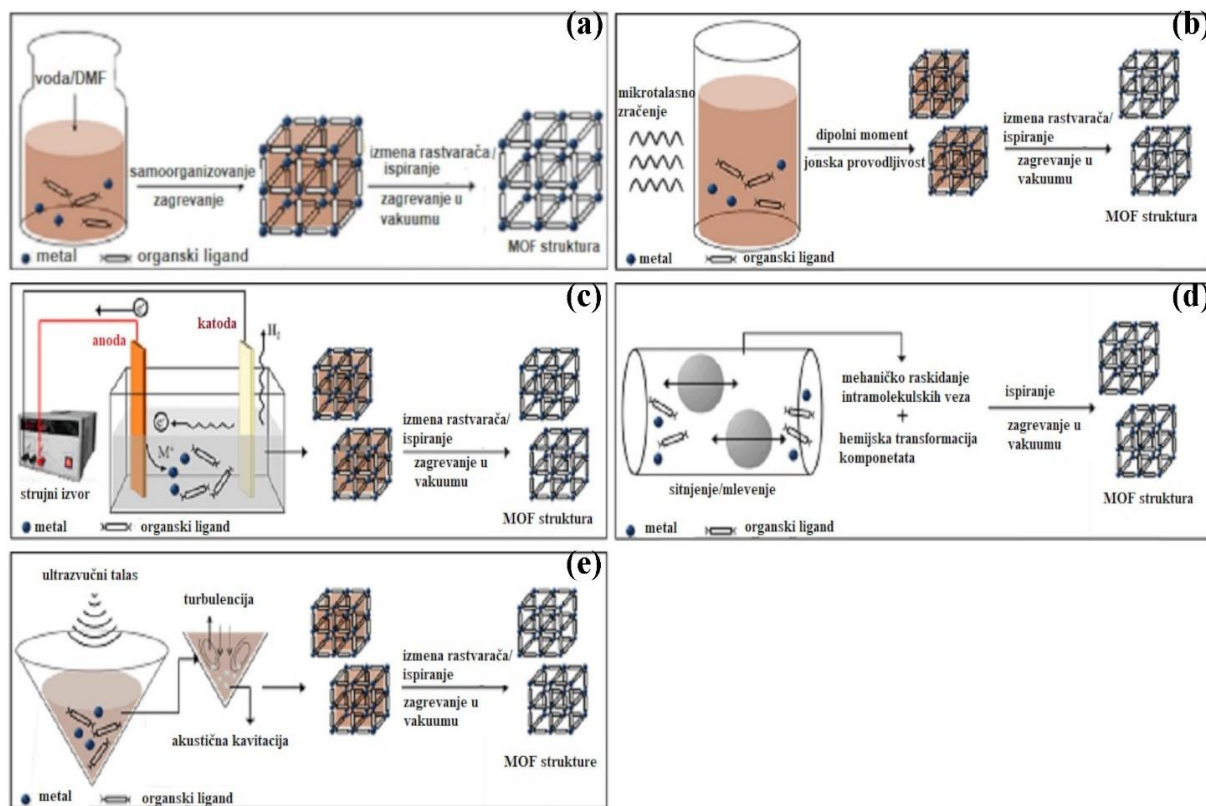 (a)
voda/DMF
samoorganizovanje
zagrevanje
izmena rastvarača/
ispiranje
zagrevanje u
vakuumu
MOF struktura
metal
organski ligand
(b)
mikrotalasno
zračenje
dipolni moment
jonska provodljivost
izmena rastvarača/
ispiranje
zagrevanje u
vakuumu
MOF struktura
metal
organski ligand
(c)
anoda
katoda
M⁺
strujni izvor
izmena rastvarača/
ispiranje
zagrevanje u
vakuumu
MOF struktura
metal
organski ligand
(d)
mehaničko raskidanje
intramolekulskih veza
+
hemijska transformacija
komponetata
sitnjenje/mlevenje
ispiranje
zagrevanje u
vakuumu
MOF struktura
metal
organski ligand
(e)
ultrazvučni talas
turbulencija
akustična kavitacija
izmena rastvarača/
ispiranje
zagrevanje u
vakuumu
MOF strukture
metal
organski ligand